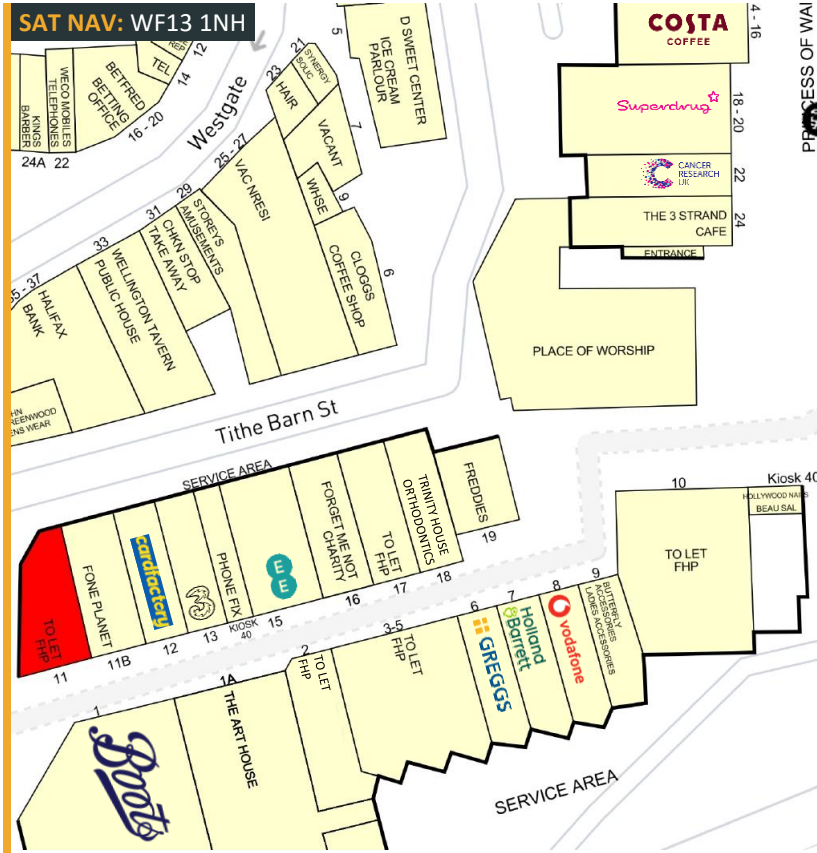 SAT NAV: WF13 1NH
12
TEL
14
BETFRED
BETTING
OFFICE
16 - 20
WECO MOBILES
TELEPHONES
22
KINGS
BARBER
24A
Westgate
5
D SWEET CENTER
ICE CREAM
PARLOUR
21
SYNERGY
SOLIC
23
HAIR
7
VACANT
25 - 27
VAC NRESI
WHSE
9
CLOGGS
COFFEE SHOP
6
29
STOREYS
AMUSEMENTS
31
CHKN STOP
TAKE AWAY
33
WELLINGTON TAVERN
PUBLIC HOUSE
35 - 37
HALIFAX
BANK
COSTA
COFFEE
4 - 16
Superdrug
18 - 20
CANCER
RESEARCH
UK
22
THE 3 STRAND
CAFE
24
ENTRANCE
PLACE OF WORSHIP
Tithe Barn St
SERVICE AREA
TO LET
FHP
11
FONE PLANET
11B
cardfactory
12
3
13
PHONE FIX
KIOSK
40
EE
15
FORGET ME NOT
CHARITY
16
TO LET
FHP
17
TRINITY HOUSE
ORTHODONTICS
18
FREDDIES
19
10
TO LET
FHP
Kiosk 40
HOLLYWOOD NAILS
BEAU SAL
1
Boots
1A
THE ART HOUSE
2
TO LET
FHP
3-5
TO LET
FHP
6
GREGGS
7
Holland
&Barrett
8
vodafone
9
BUTTERFLY
ACCESSORIES
LADIES ACCESSORIES
SERVICE AREA